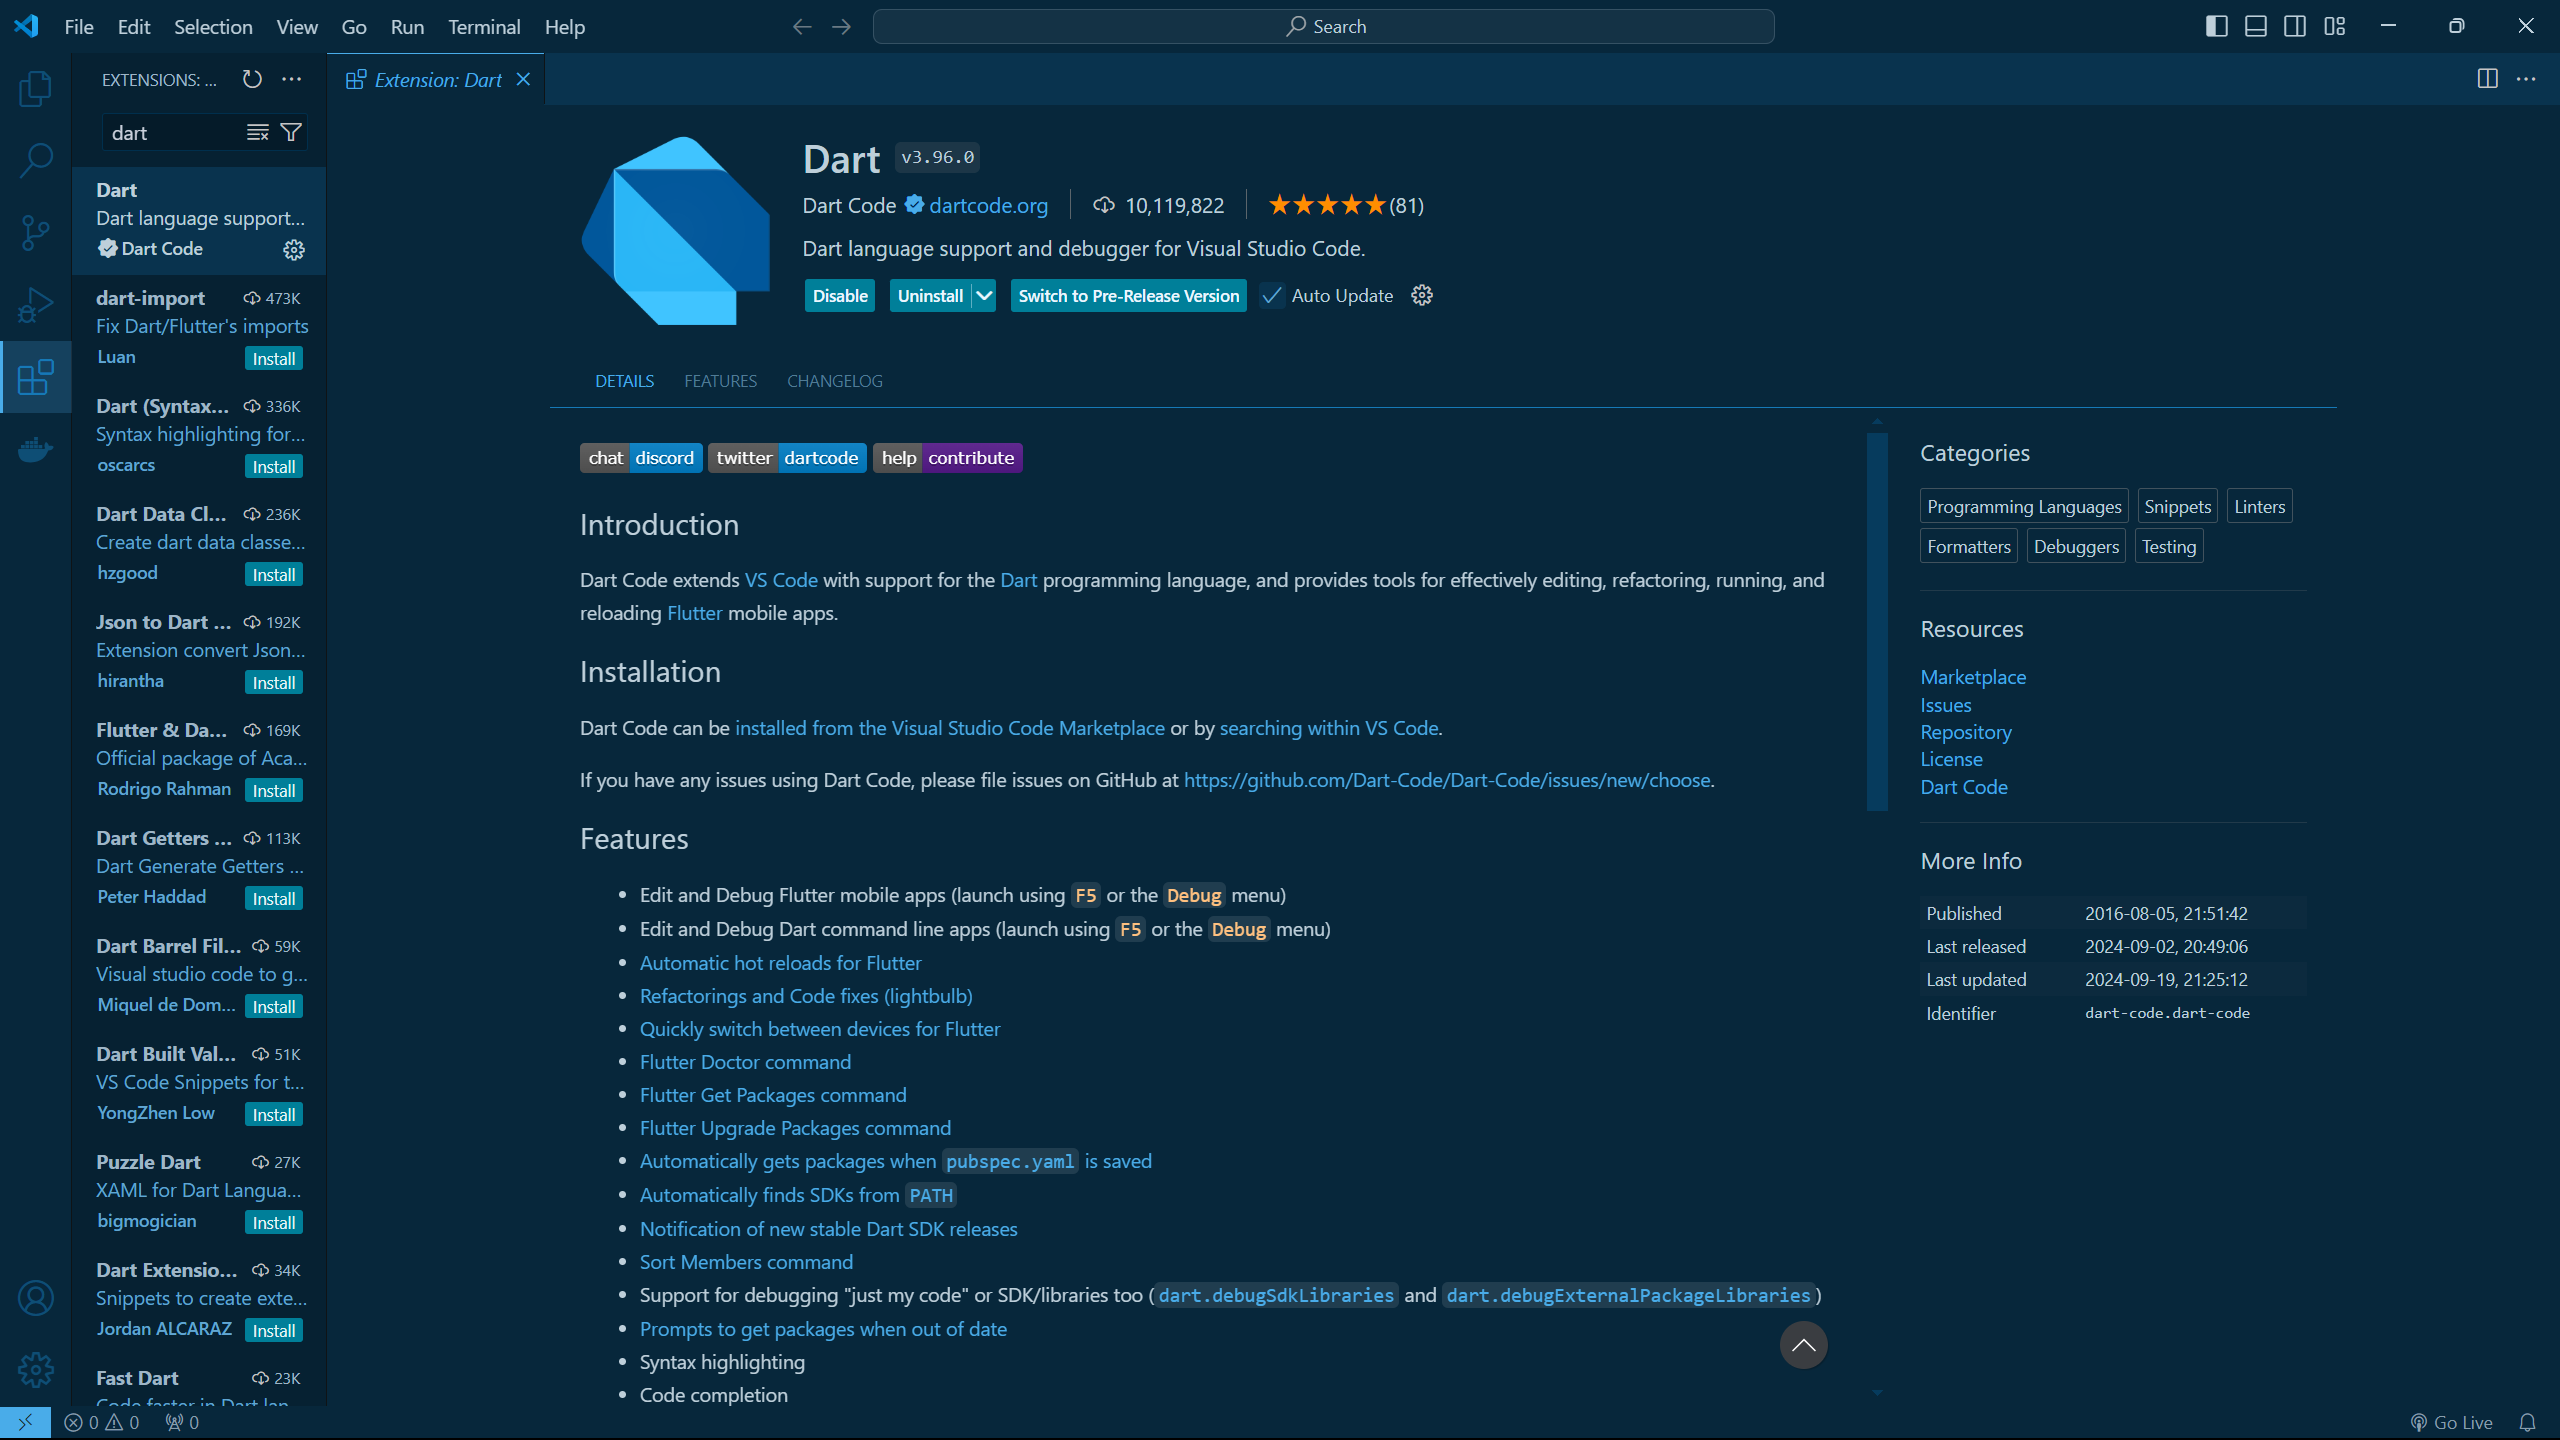 File Edit Selection View Go Run Terminal Help
Search
EXTENSIONS: ...
Extension: Dart
dart
Dart
Dart language support...
Dart Code
dart-import 473K
Fix Dart/Flutter's imports
Luan Install
Dart (Syntax... 336K
Syntax highlighting for...
oscarcs Install
Dart Data Cl... 236K
Create dart data classe...
hzgood Install
Json to Dart ... 192K
Extension convert Json...
hirantha Install
Flutter & Da... 169K
Official package of Aca...
Rodrigo Rahman Install
Dart Getters ... 113K
Dart Generate Getters ...
Peter Haddad Install
Dart Barrel Fil... 59K
Visual studio code to g...
Miquel de Dom... Install
Dart Built Val... 51K
VS Code Snippets for t...
YongZhen Low Install
Puzzle Dart 27K
XAML for Dart Langua...
bigmogician Install
Dart Extensio... 34K
Snippets to create exte...
Jordan ALCARAZ Install
Fast Dart 23K
Code faster in Dart lan
Dart v3.96.0
Dart Code dartcode.org 10,119,822 (81)
Dart language support and debugger for Visual Studio Code.
Disable Uninstall Switch to Pre-Release Version Auto Update
DETAILS FEATURES CHANGELOG
chat discord twitter dartcode help contribute
Introduction
Dart Code extends VS Code with support for the Dart programming language, and provides tools for effectively editing, refactoring, running, and
reloading Flutter mobile apps.
Installation
Dart Code can be installed from the Visual Studio Code Marketplace or by searching within VS Code.
If you have any issues using Dart Code, please file issues on GitHub at https://github.com/Dart-Code/Dart-Code/issues/new/choose.
Features
• Edit and Debug Flutter mobile apps (launch using F5 or the Debug menu)
• Edit and Debug Dart command line apps (launch using F5 or the Debug menu)
• Automatic hot reloads for Flutter
• Refactorings and Code fixes (lightbulb)
• Quickly switch between devices for Flutter
• Flutter Doctor command
• Flutter Get Packages command
• Flutter Upgrade Packages command
• Automatically gets packages when pubspec.yaml is saved
• Automatically finds SDKs from PATH
• Notification of new stable Dart SDK releases
• Sort Members command
• Support for debugging "just my code" or SDK/libraries too (dart.debugSdkLibraries and dart.debugExternalPackageLibraries)
• Prompts to get packages when out of date
• Syntax highlighting
• Code completion
Categories
Programming Languages Snippets Linters
Formatters Debuggers Testing
Resources
Marketplace
Issues
Repository
License
Dart Code
More Info
Published 2016-08-05, 21:51:42
Last released 2024-09-02, 20:49:06
Last updated 2024-09-19, 21:25:12
Identifier dart-code.dart-code
0 0 0
Go Live